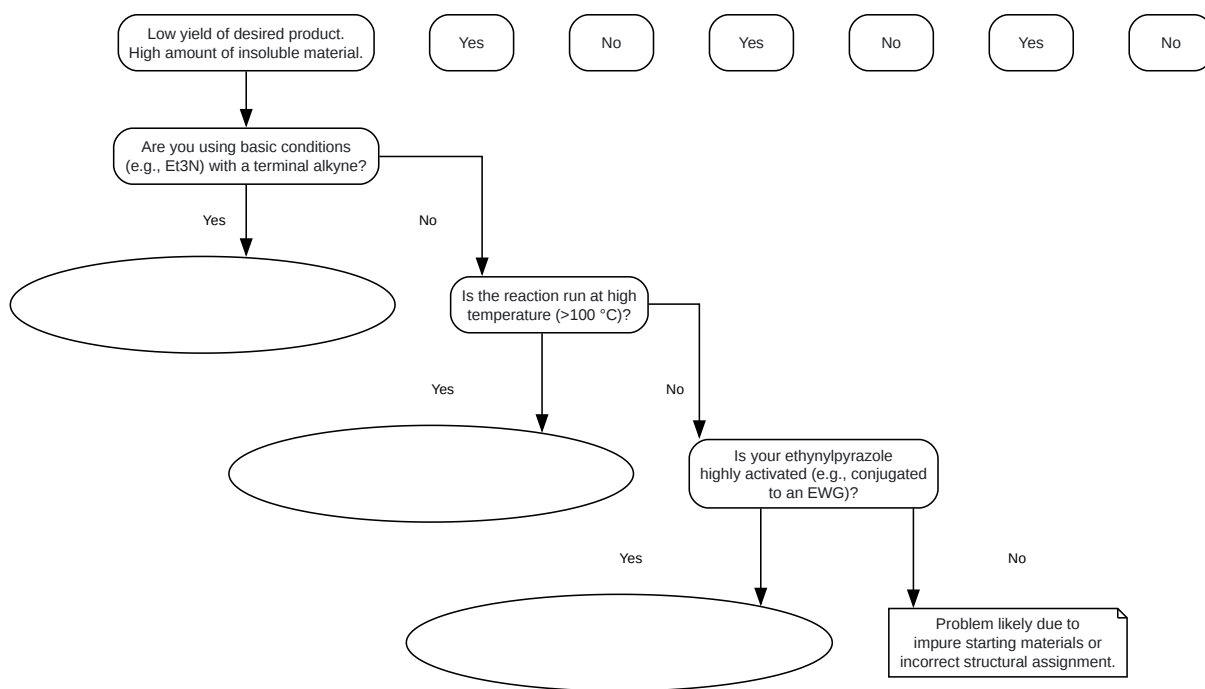 Low yield of desired product.
High amount of insoluble material.
Yes
No
Yes
No
Yes
No
Are you using basic conditions
(e.g., Et3N) with a terminal alkyne?
Yes
No
Is the reaction run at high
temperature (>100 °C)?
Yes
No
Is your ethynylpyrazole
highly activated (e.g., conjugated
to an EWG)?
Yes
No
Problem likely due to
impure starting materials or
incorrect structural assignment.